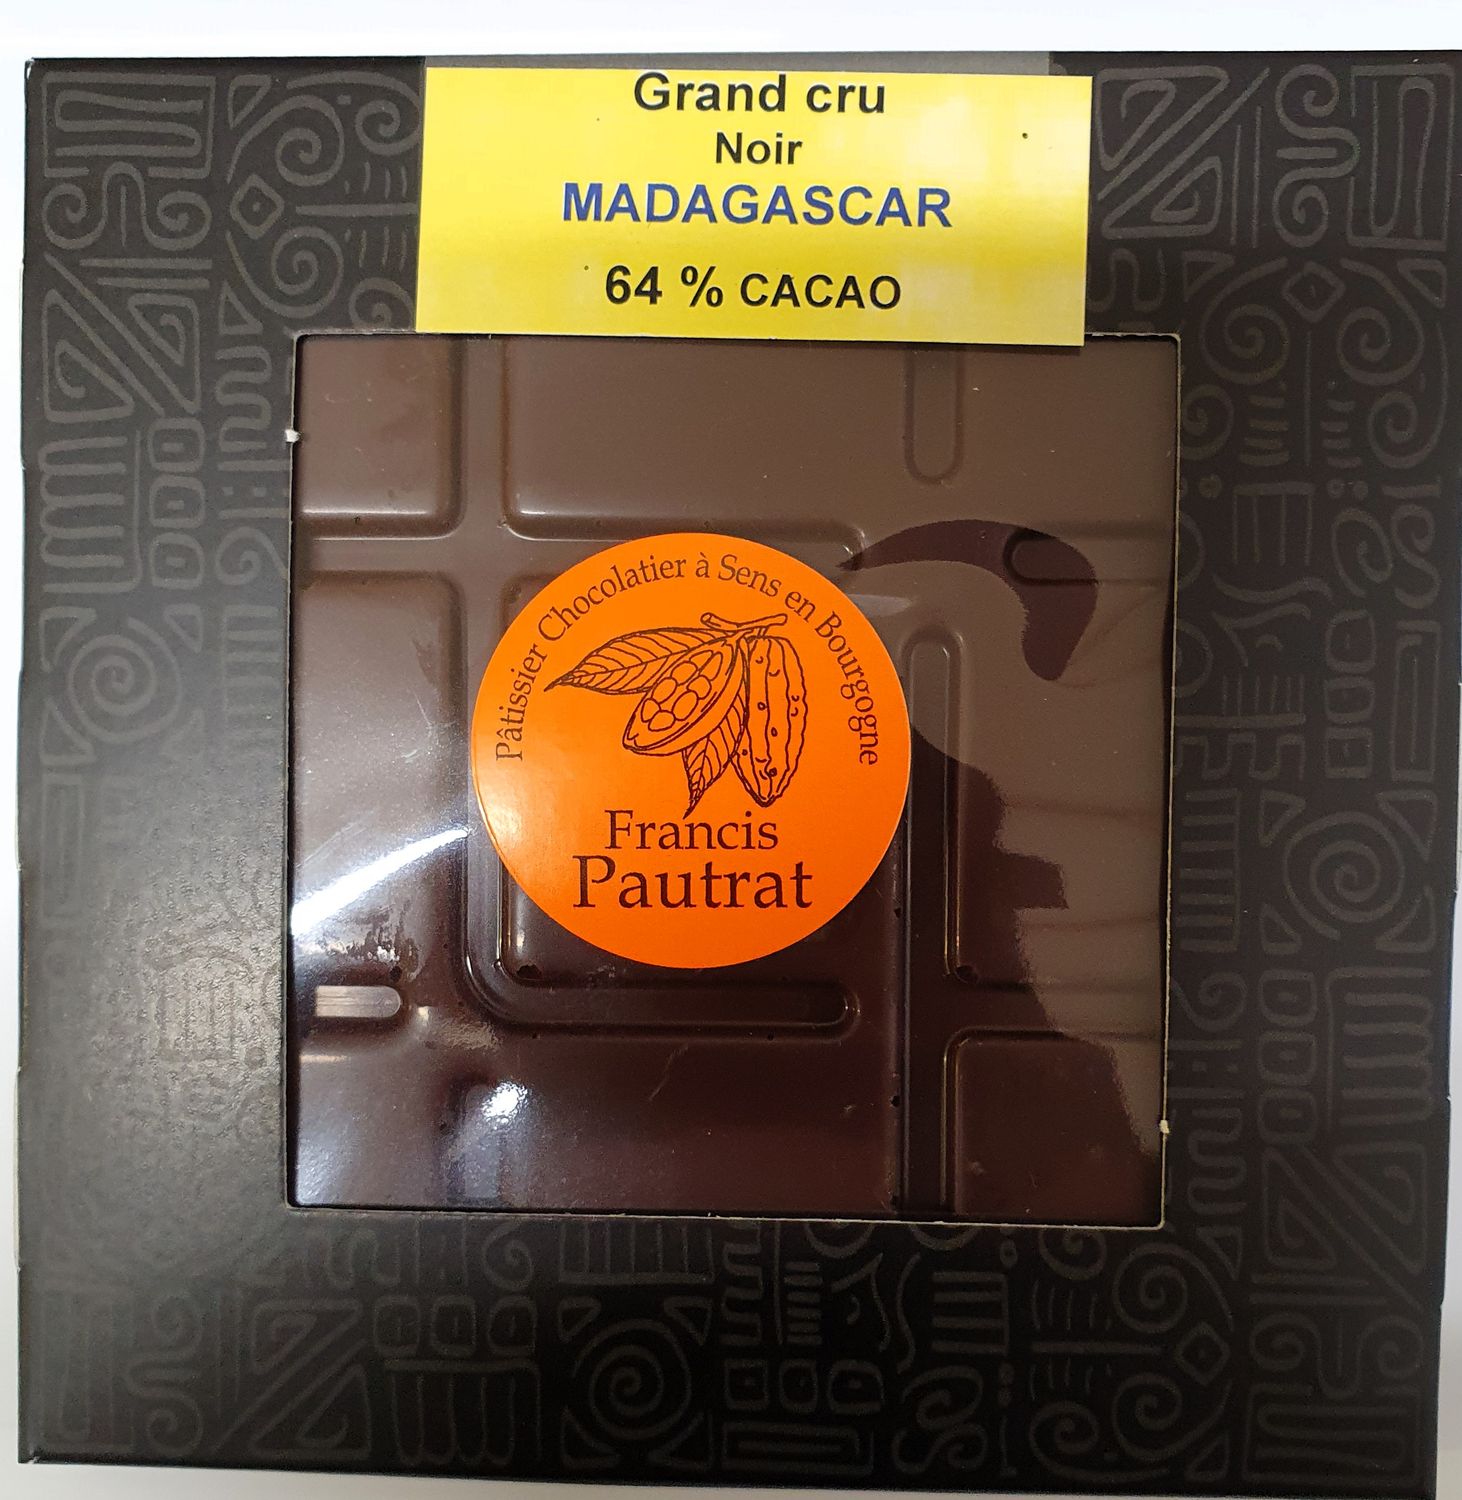 Grand cru
Noir
MADAGASCAR
64 % CACAO
Pâtissier Chocolatier à Sens en Bourgogne
Francis
Pautrat